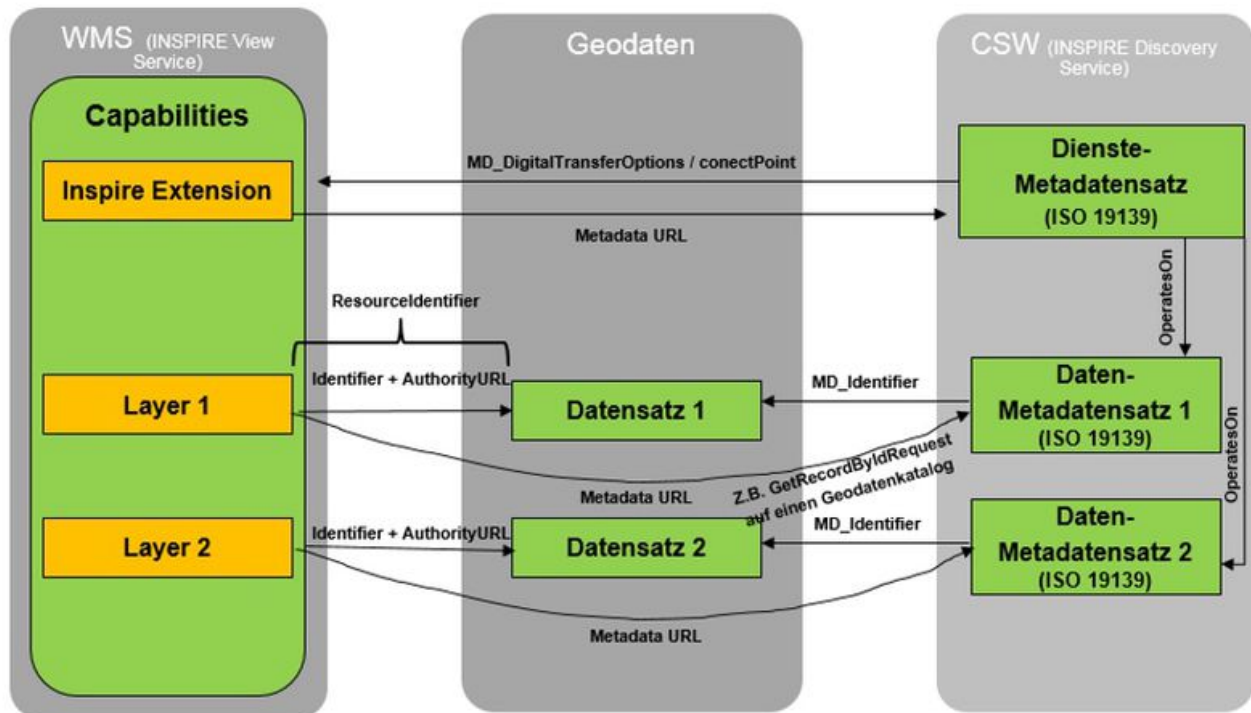 WMS (INSPIRE View
Service)
Geodaten
CSW (INSPIRE Discovery
Service)
Capabilities
Inspire Extension
MD_DigitalTransferOptions / conectPoint
Metadata URL
Dienste-
Metadatensatz
(ISO 19139)
OperatesOn
OperatesOn
ResourceIdentifier
Identifier + AuthorityURL
Layer 1
Datensatz 1
MD_Identifier
Daten-
Metadatensatz 1
(ISO 19139)
Metadata URL
Z.B. GetRecordByIdRequest
auf einen Geodatenkatalog
Identifier + AuthorityURL
Layer 2
Datensatz 2
MD_Identifier
Daten-
Metadatensatz 2
(ISO 19139)
Metadata URL